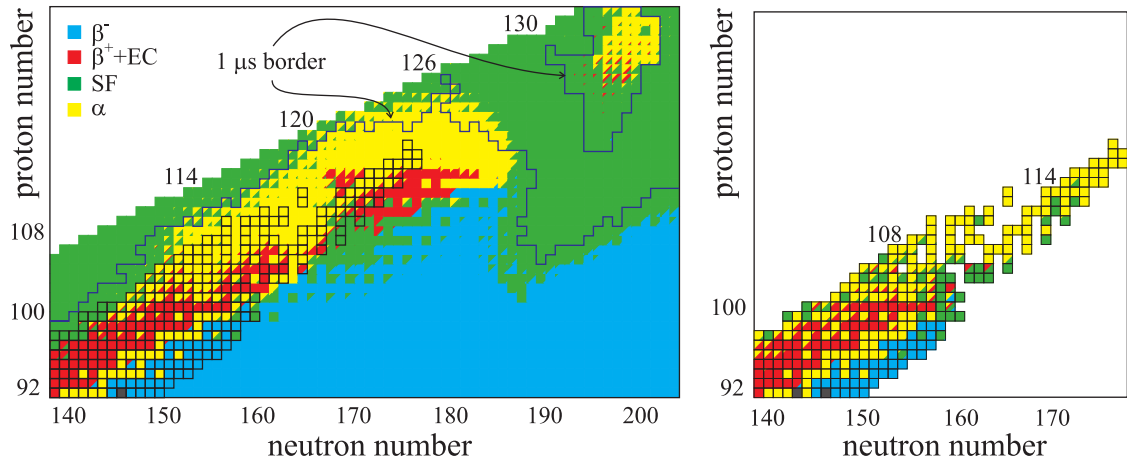 β⁻
β⁺+EC
SF
α
1 μs border
130
126
120
114
108
100
92
proton number
140 150 160 170 180 190 200
neutron number
114
108
100
92
proton number
140 150 160 170
neutron number